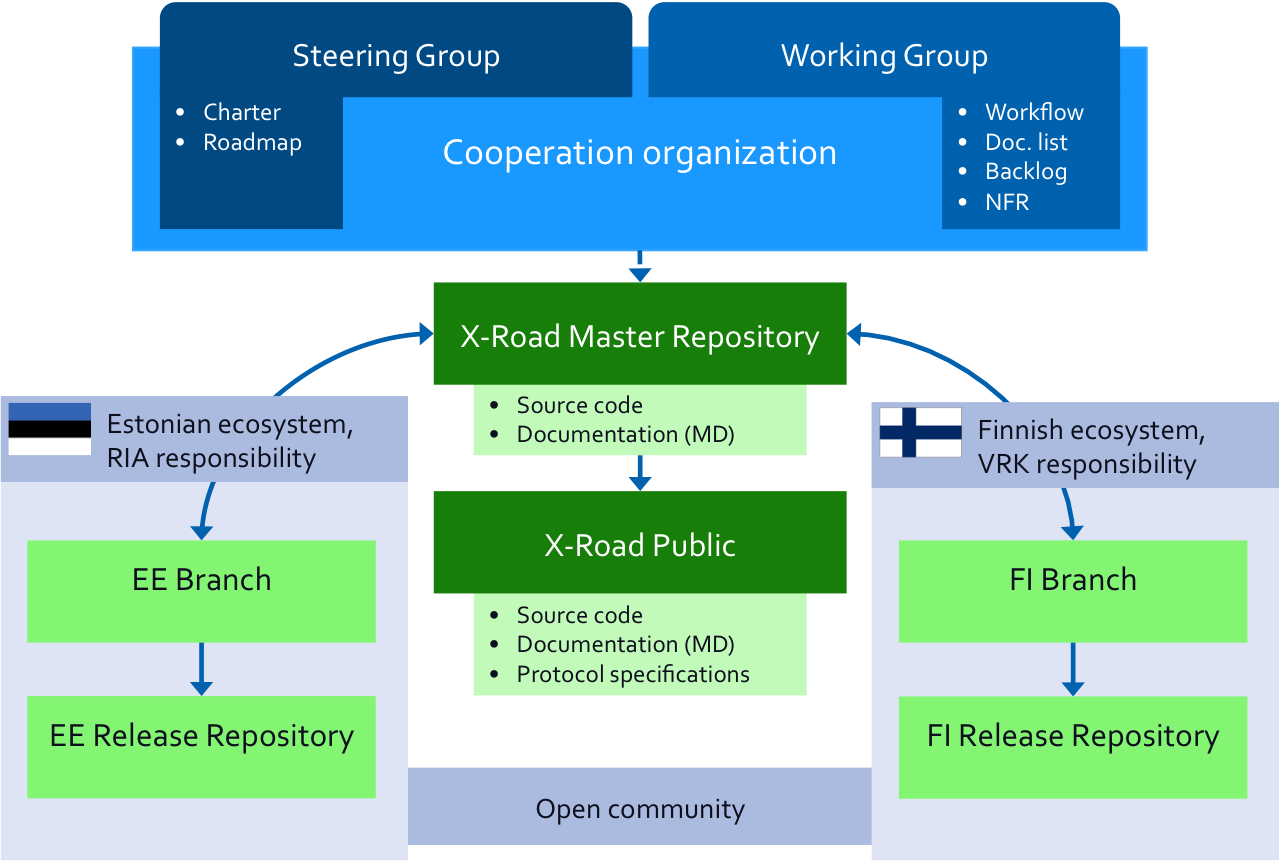 Steering Group
• Charter
• Roadmap
Working Group
• Workflow
• Doc. list
• Backlog
• NFR
Cooperation organization
X-Road Master Repository
• Source code
• Documentation (MD)
Estonian ecosystem,
RIA responsibility
EE Branch
EE Release Repository
X-Road Public
• Source code
• Documentation (MD)
• Protocol specifications
Finnish ecosystem,
VRK responsibility
FI Branch
FI Release Repository
Open community